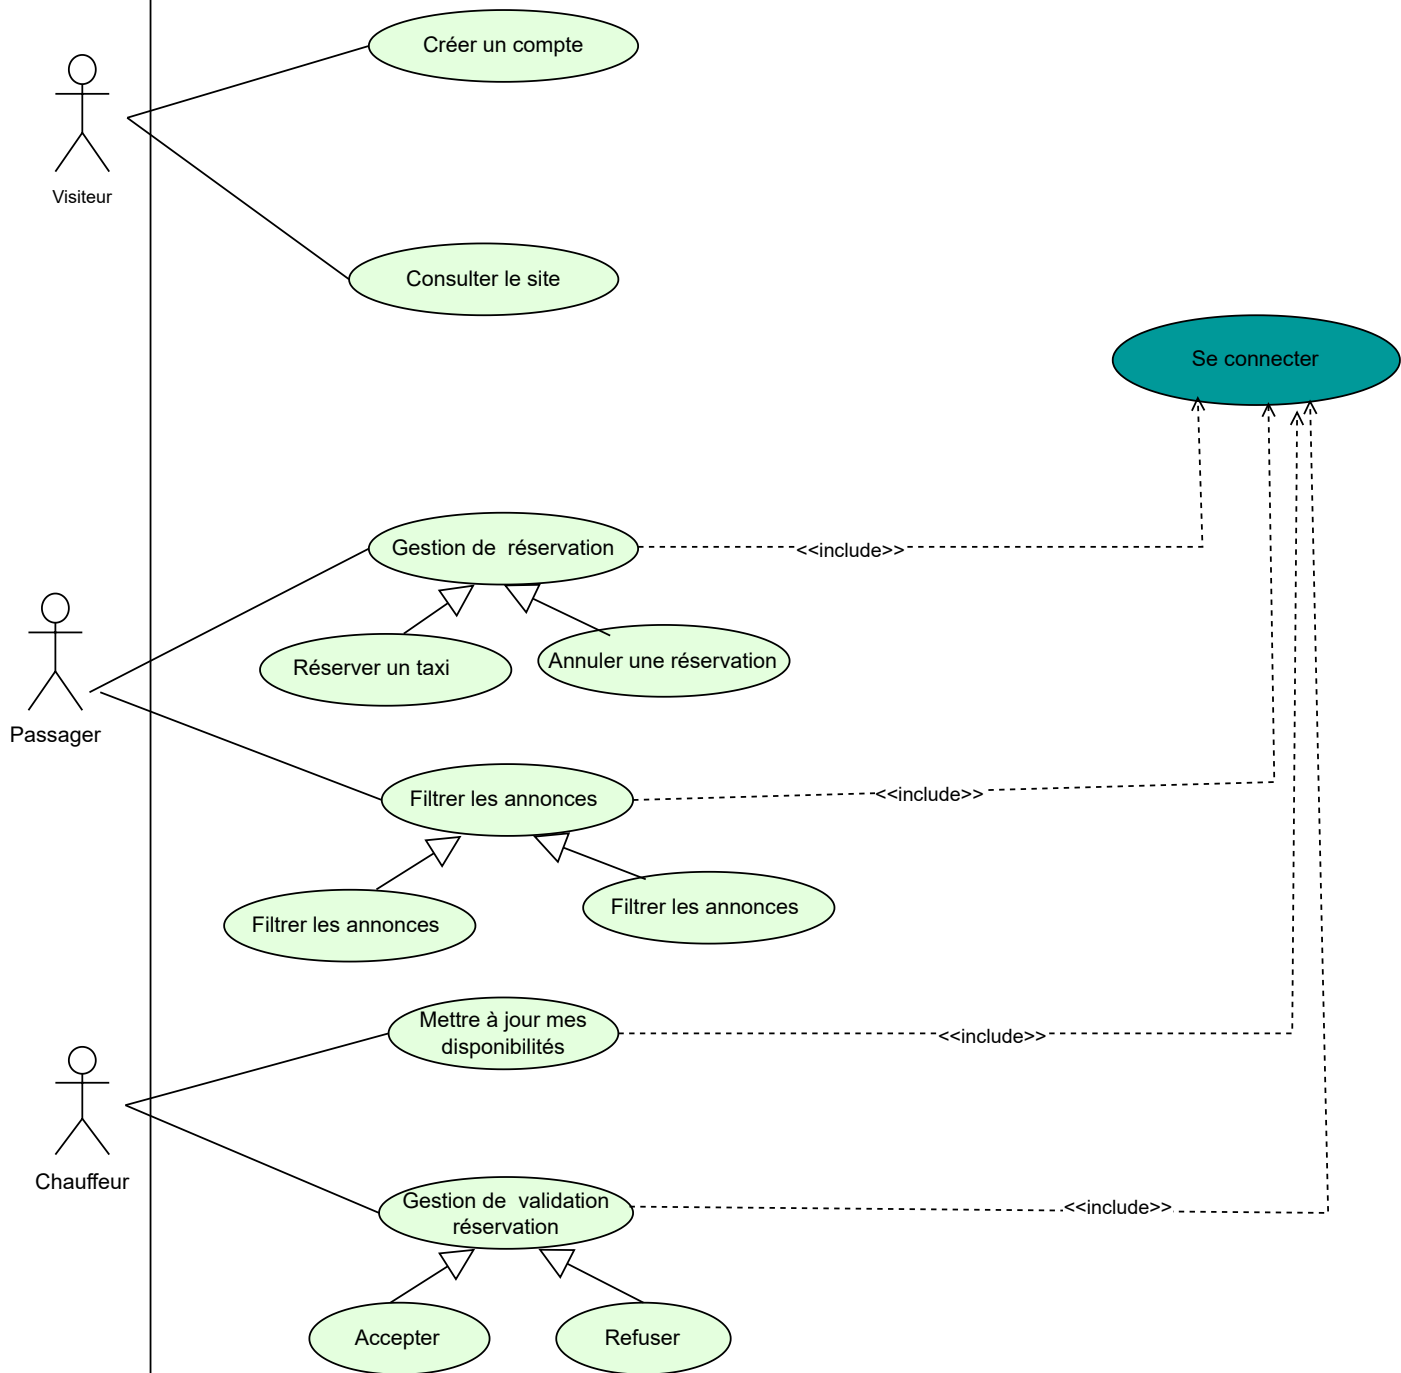 Créer un compte
Visiteur
Consulter le site
Se connecter
Gestion de  réservation
<<include>>
Réserver un taxi
Annuler une réservation
Passager
Filtrer les annonces
<<include>>
Filtrer les annonces
Filtrer les annonces
Mettre à jour mes
disponibilités
<<include>>
Chauffeur
Gestion de  validation
réservation
<<include>>
Accepter
Refuser